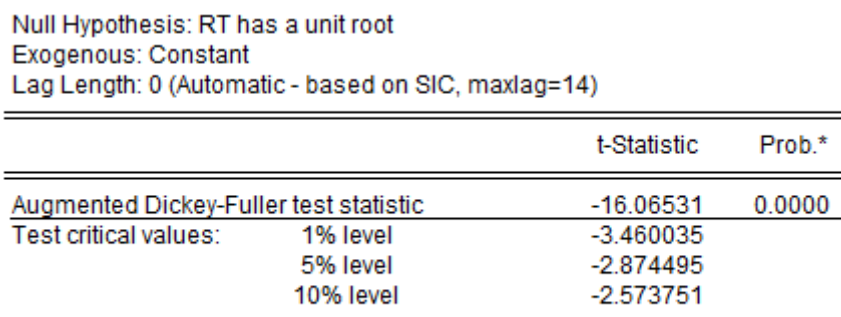 Null Hypothesis: RT has a unit root
Exogenous: Constant
Lag Length: 0 (Automatic - based on SIC, maxlag=14)
t-Statistic Prob.*
Augmented Dickey-Fuller test statistic -16.06531 0.0000
Test critical values: 1% level -3.460035
5% level -2.874495
10% level -2.573751